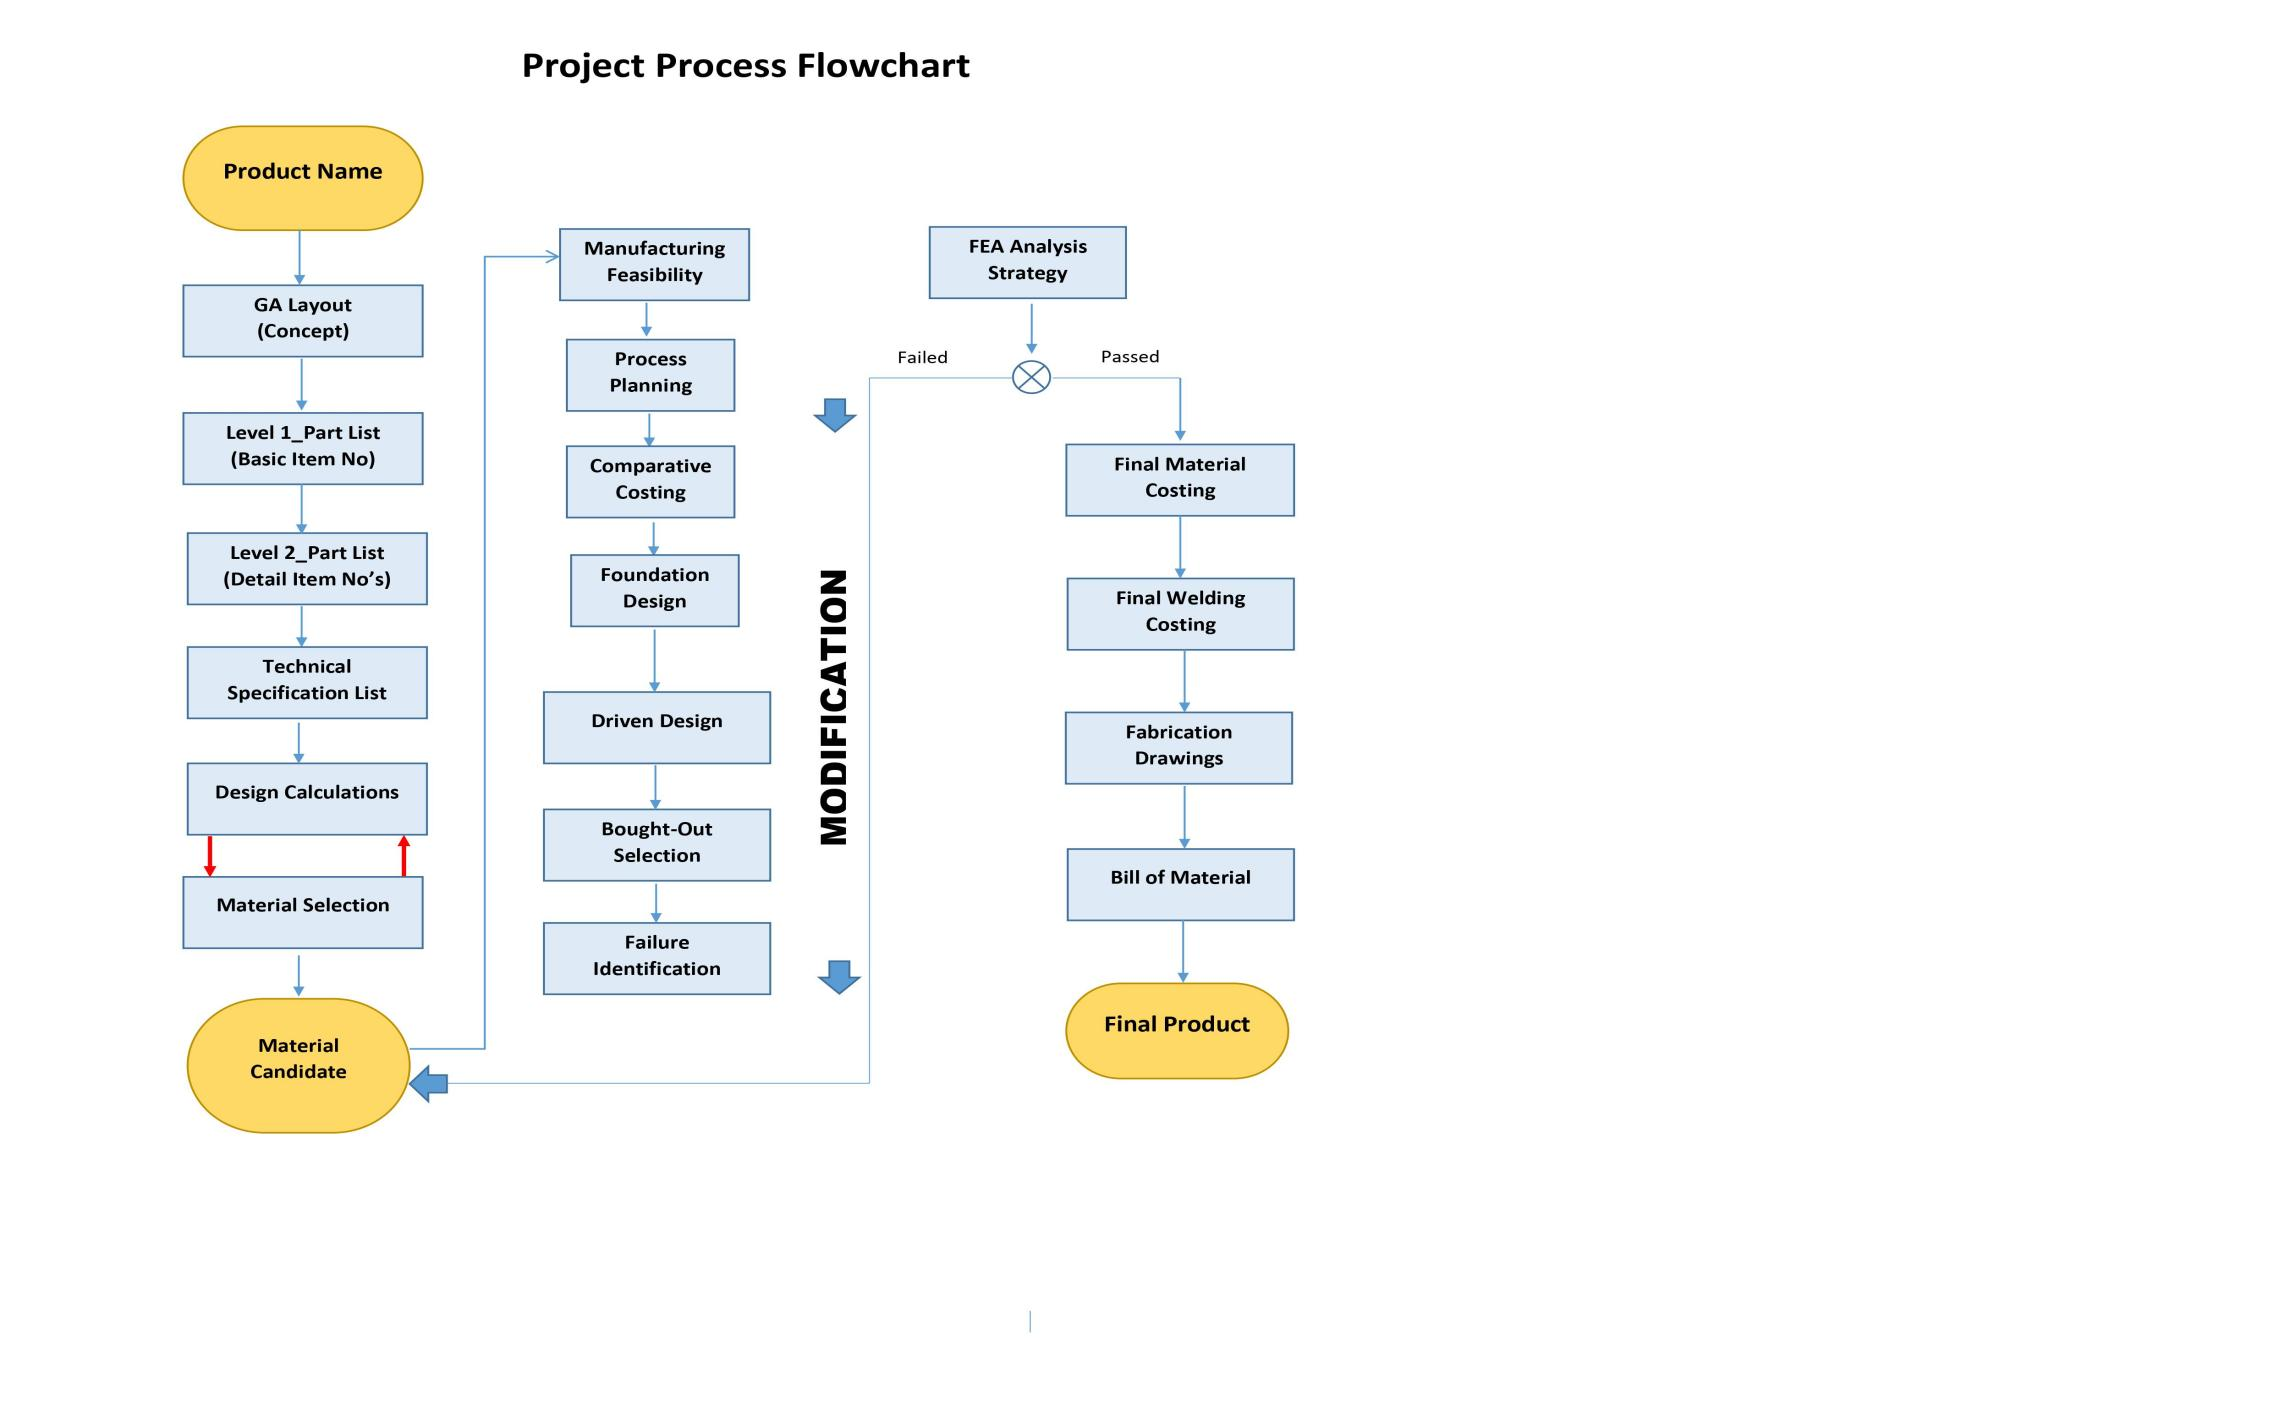 Project Process Flowchart
Product Name
GA Layout
(Concept)
Level 1_Part List
(Basic Item No)
Level 2_Part List
(Detail Item No’s)
Technical
Specification List
Design Calculations
Material Selection
Material
Candidate
Manufacturing
Feasibility
Process
Planning
Comparative
Costing
Foundation
Design
Driven Design
Bought-Out
Selection
Failure
Identification
MODIFICATION
FEA Analysis
Strategy
Failed
Passed
Final Material
Costing
Final Welding
Costing
Fabrication
Drawings
Bill of Material
Final Product